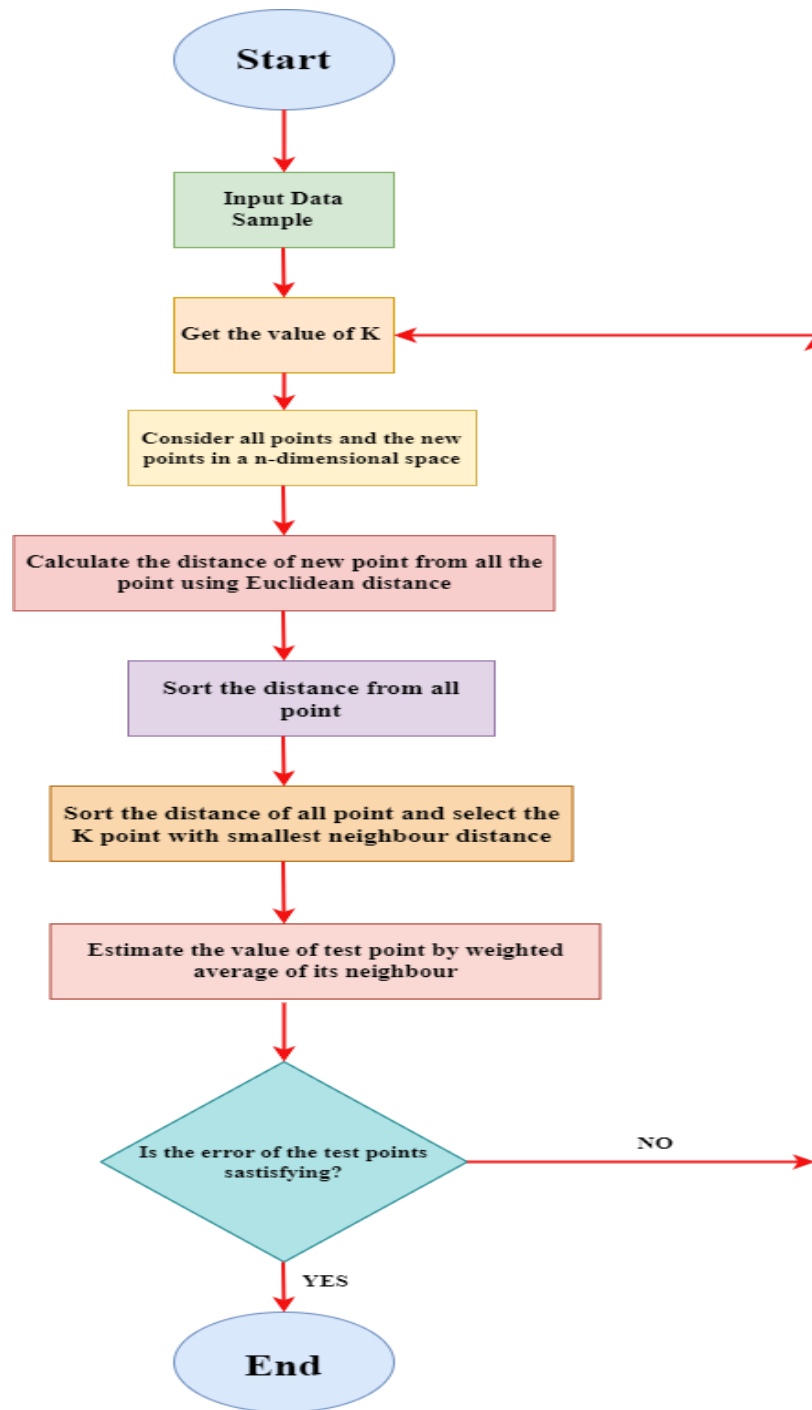 Start
Input Data
Sample
Get the value of K
Consider all points and the new
points in a n-dimensional space
Calculate the distance of new point from all the
point using Euclidean distance
Sort the distance from all
point
Sort the distance of all point and select the
K point with smallest neighbour distance
Estimate the value of test point by weighted
average of its neighbour
Is the error of the test points
sastisfying?
NO
YES
End